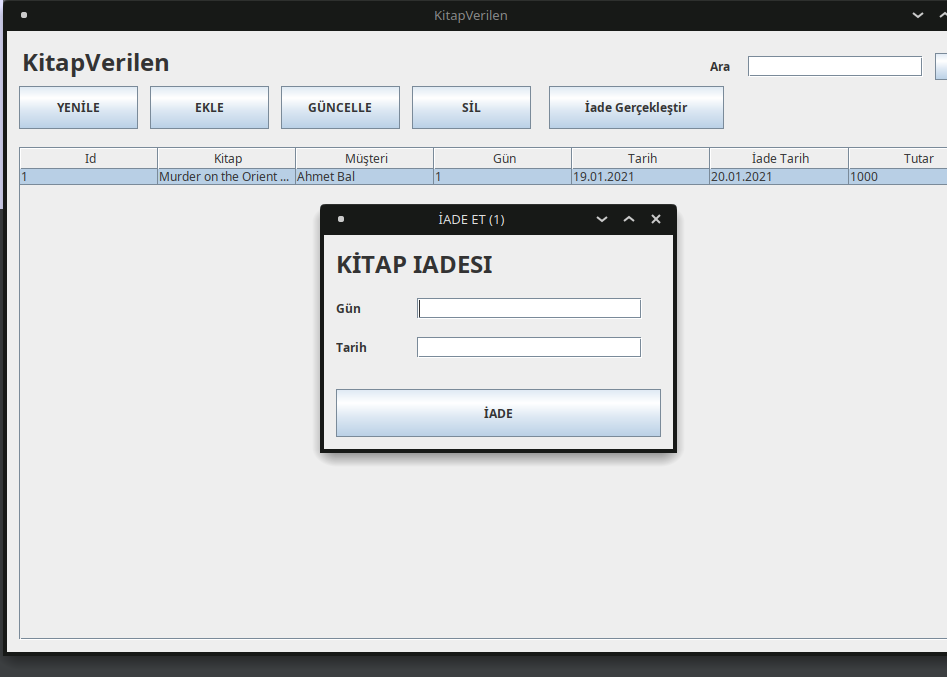 KitapVerilen
KitapVerilen
Ara
YENİLE EKLE GÜNCELLE SİL İade Gerçekleştir
Id Kitap Müşteri Gün Tarih İade Tarih Tutar
1 Murder on the Orient ... Ahmet Bal 1 19.01.2021 20.01.2021 1000
İADE ET (1)
KİTAP IADESI
Gün
Tarih
İADE